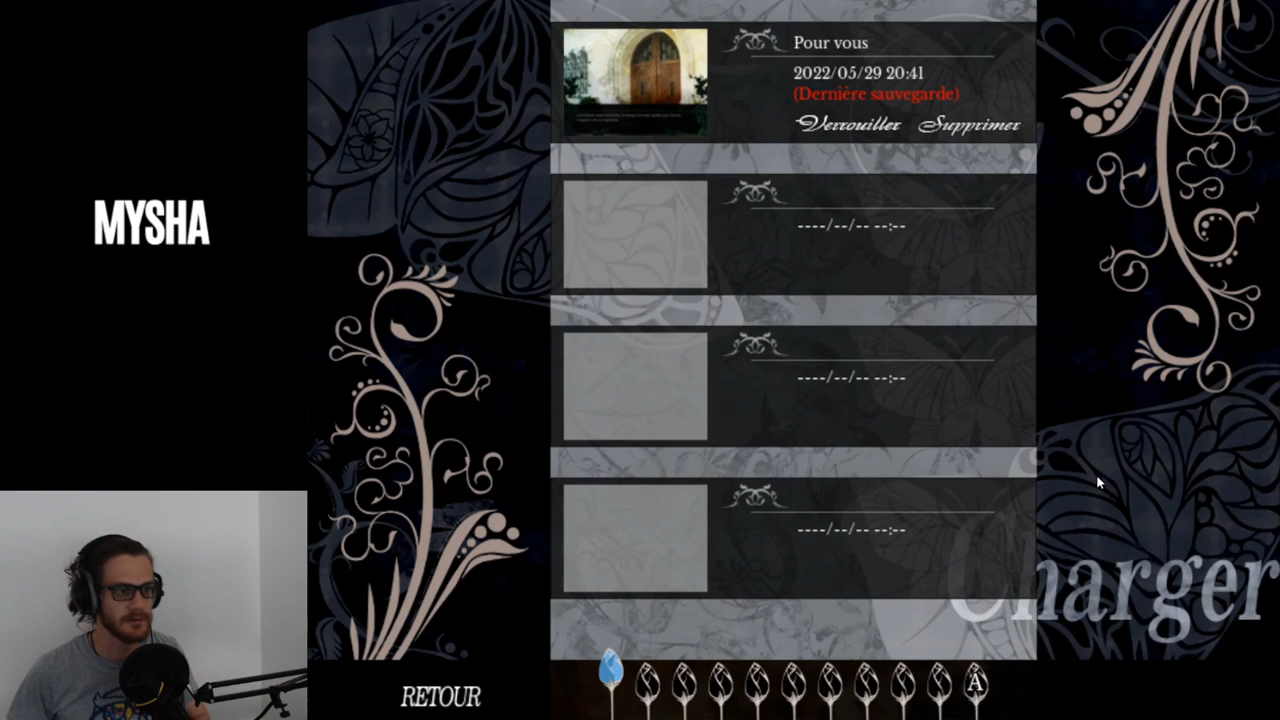 MYSHA
Pour vous
2022/05/29 20:41
(Dernière sauvegarde)
Verrouiller Supprimer
----/--/-- --:--
----/--/-- --:--
----/--/-- --:--
Charger
RETOUR
A